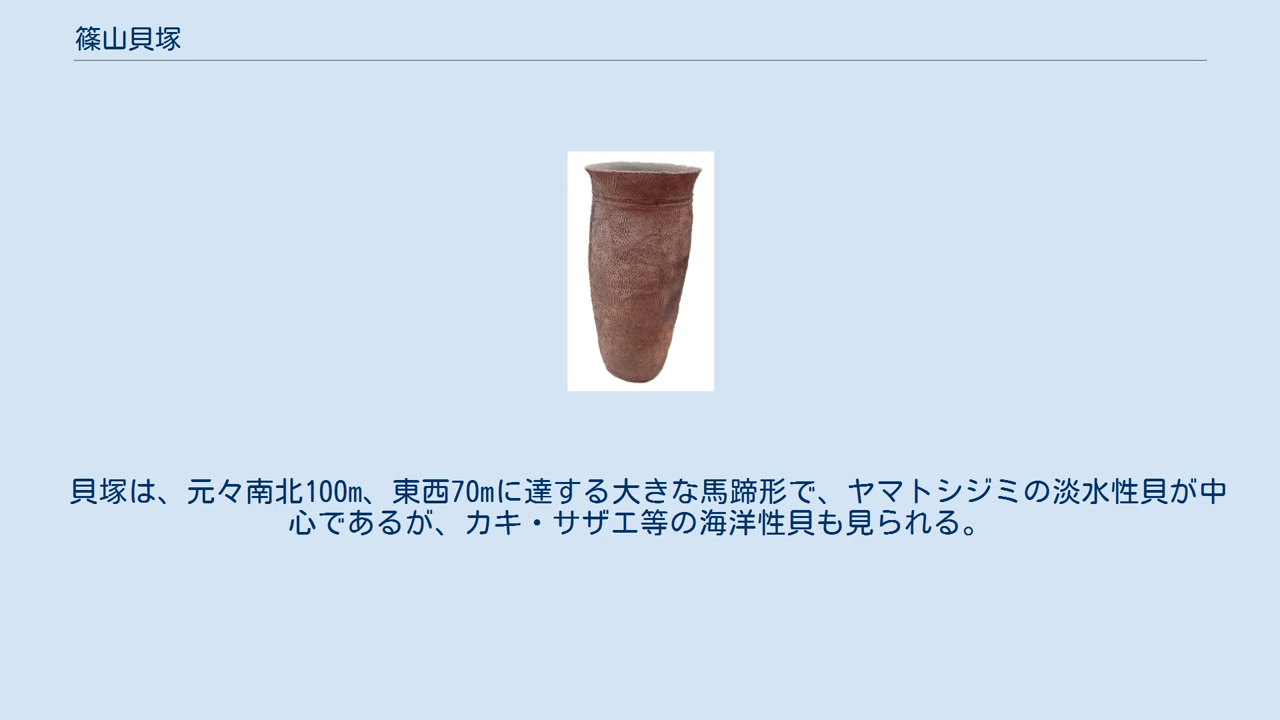 篠山貝塚
貝塚は、元々南北100m、東西70mに達する大きな馬蹄形で、ヤマトシジミの淡水性貝が中
心であるが、カキ・サザエ等の海洋性貝も見られる。